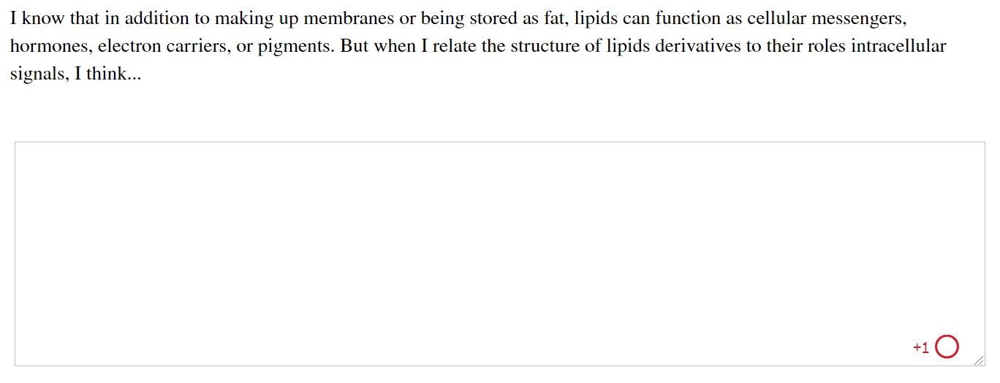 I know that in addition to making up membranes or being stored as fat, lipids can function as cellular messengers,
hormones, electron carriers, or pigments. But when I relate the structure of lipids derivatives to their roles intracellular
signals, I think...
+1